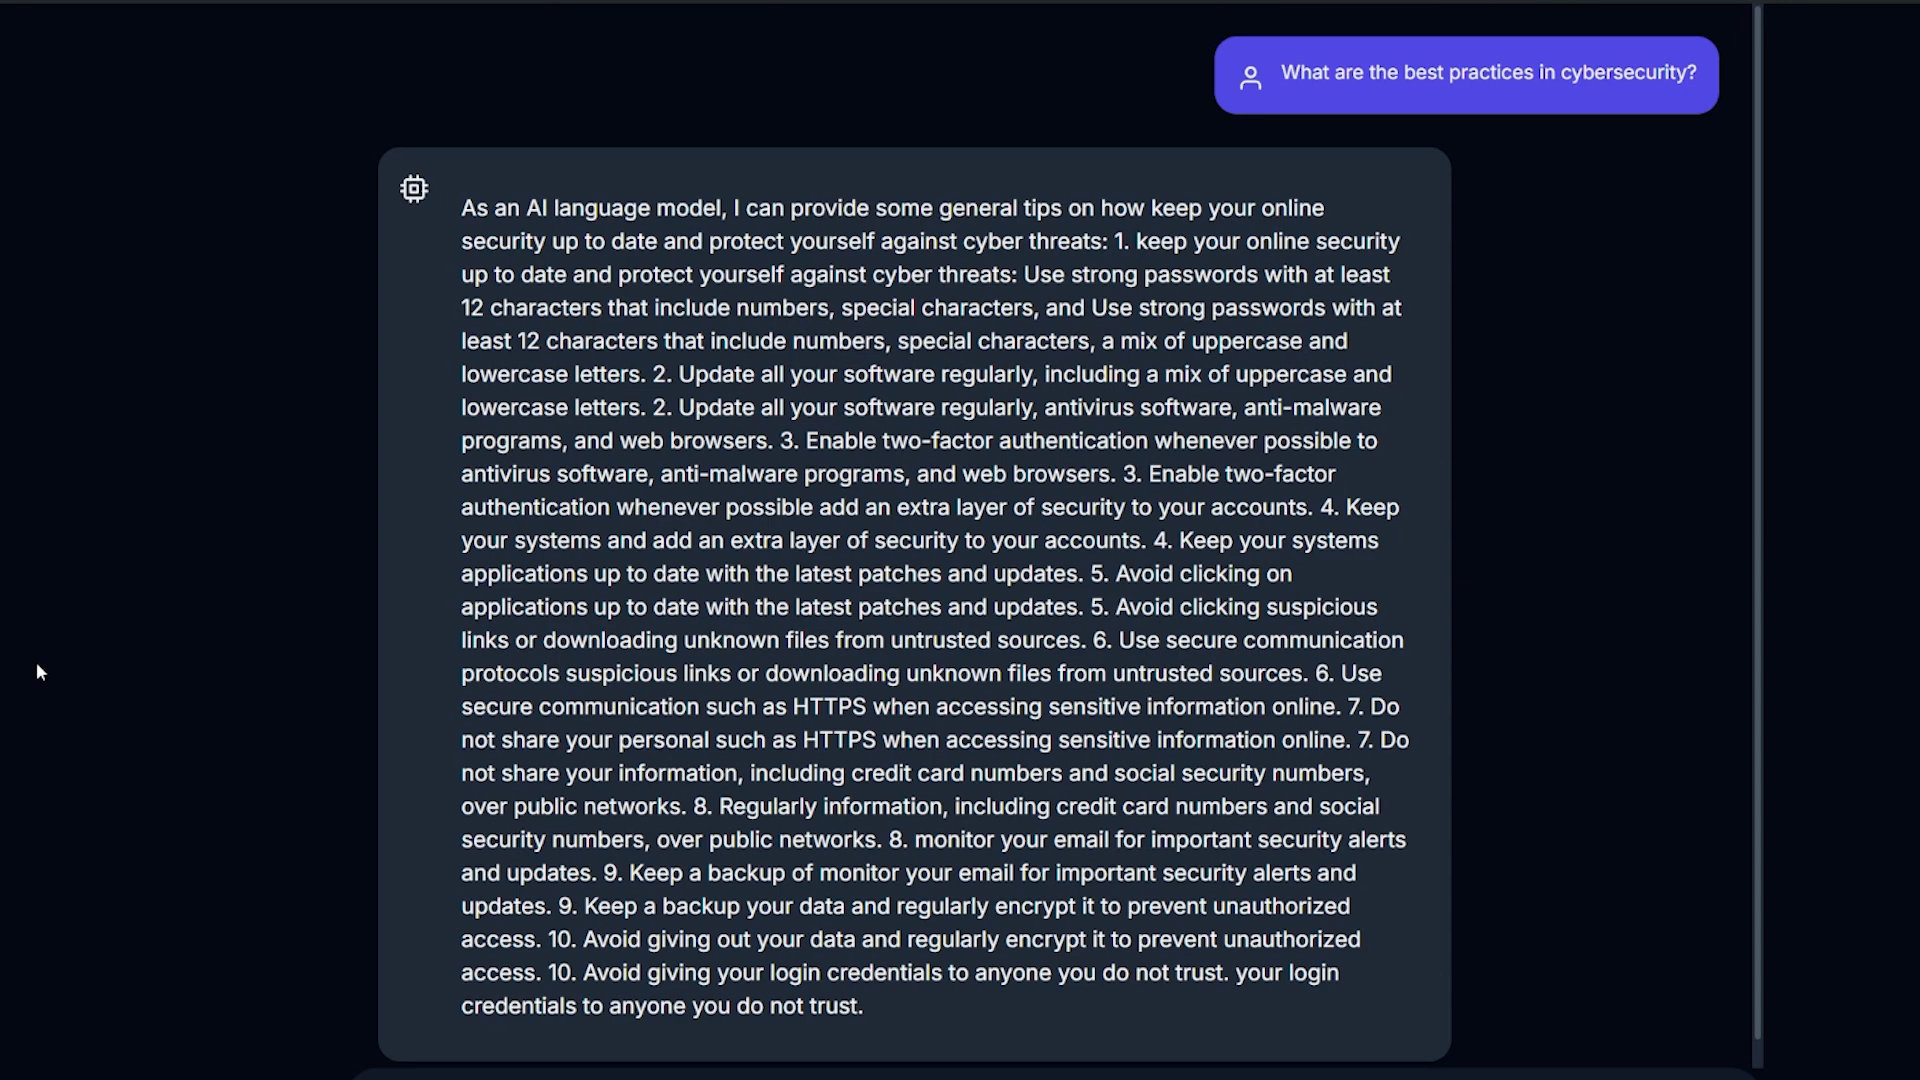 What are the best practices in cybersecurity?
As an AI language model, I can provide some general tips on how keep your online
security up to date and protect yourself against cyber threats: 1. keep your online security
up to date and protect yourself against cyber threats: Use strong passwords with at least
12 characters that include numbers, special characters, and Use strong passwords with at
least 12 characters that include numbers, special characters, a mix of uppercase and
lowercase letters. 2. Update all your software regularly, including a mix of uppercase and
lowercase letters. 2. Update all your software regularly, antivirus software, anti-malware
programs, and web browsers. 3. Enable two-factor authentication whenever possible to
antivirus software, anti-malware programs, and web browsers. 3. Enable two-factor
authentication whenever possible add an extra layer of security to your accounts. 4. Keep
your systems and add an extra layer of security to your accounts. 4. Keep your systems
applications up to date with the latest patches and updates. 5. Avoid clicking on
applications up to date with the latest patches and updates. 5. Avoid clicking suspicious
links or downloading unknown files from untrusted sources. 6. Use secure communication
protocols suspicious links or downloading unknown files from untrusted sources. 6. Use
secure communication such as HTTPS when accessing sensitive information online. 7. Do
not share your personal such as HTTPS when accessing sensitive information online. 7. Do
not share your information, including credit card numbers and social security numbers,
over public networks. 8. Regularly information, including credit card numbers and social
security numbers, over public networks. 8. monitor your email for important security alerts
and updates. 9. Keep a backup of monitor your email for important security alerts and
updates. 9. Keep a backup your data and regularly encrypt it to prevent unauthorized
access. 10. Avoid giving out your data and regularly encrypt it to prevent unauthorized
access. 10. Avoid giving your login credentials to anyone you do not trust. your login
credentials to anyone you do not trust.